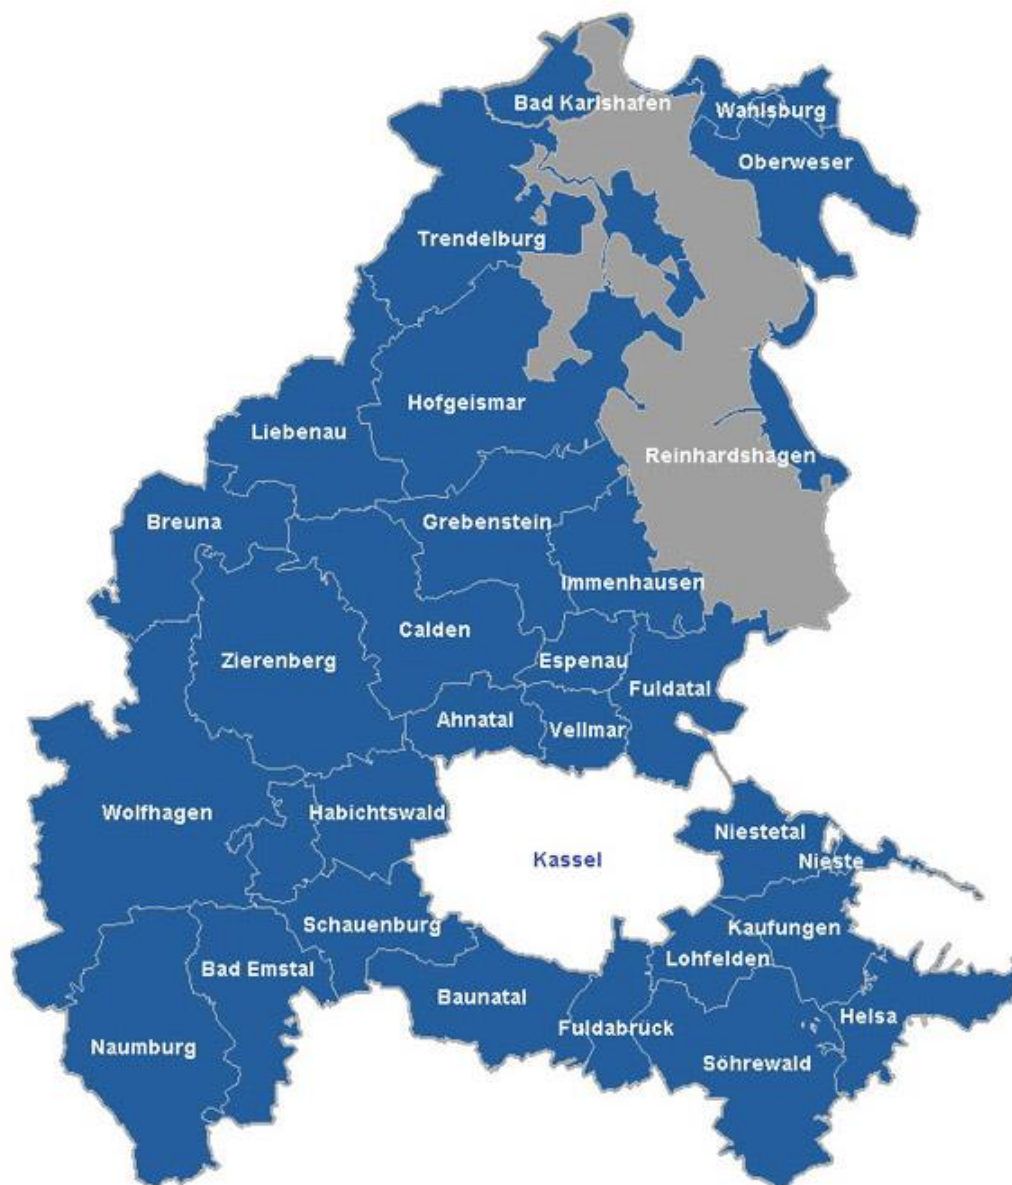 Bad Karlshafen
Wahlsburg
Oberweser
Trendelburg
Hofgeismar
Liebenau
Reinhardshagen
Breuna
Grebenstein
Immenhausen
Calden
Zierenberg
Espenau
Fuldatal
Ahnatal
Vellmar
Wolfhagen
Habichtswald
Niestetal
Kassel
Nieste
Schauenburg
Kaufungen
Bad Emstal
Lohfelden
Baunatal
Helsa
Fuldabrück
Naumburg
Söhrewald